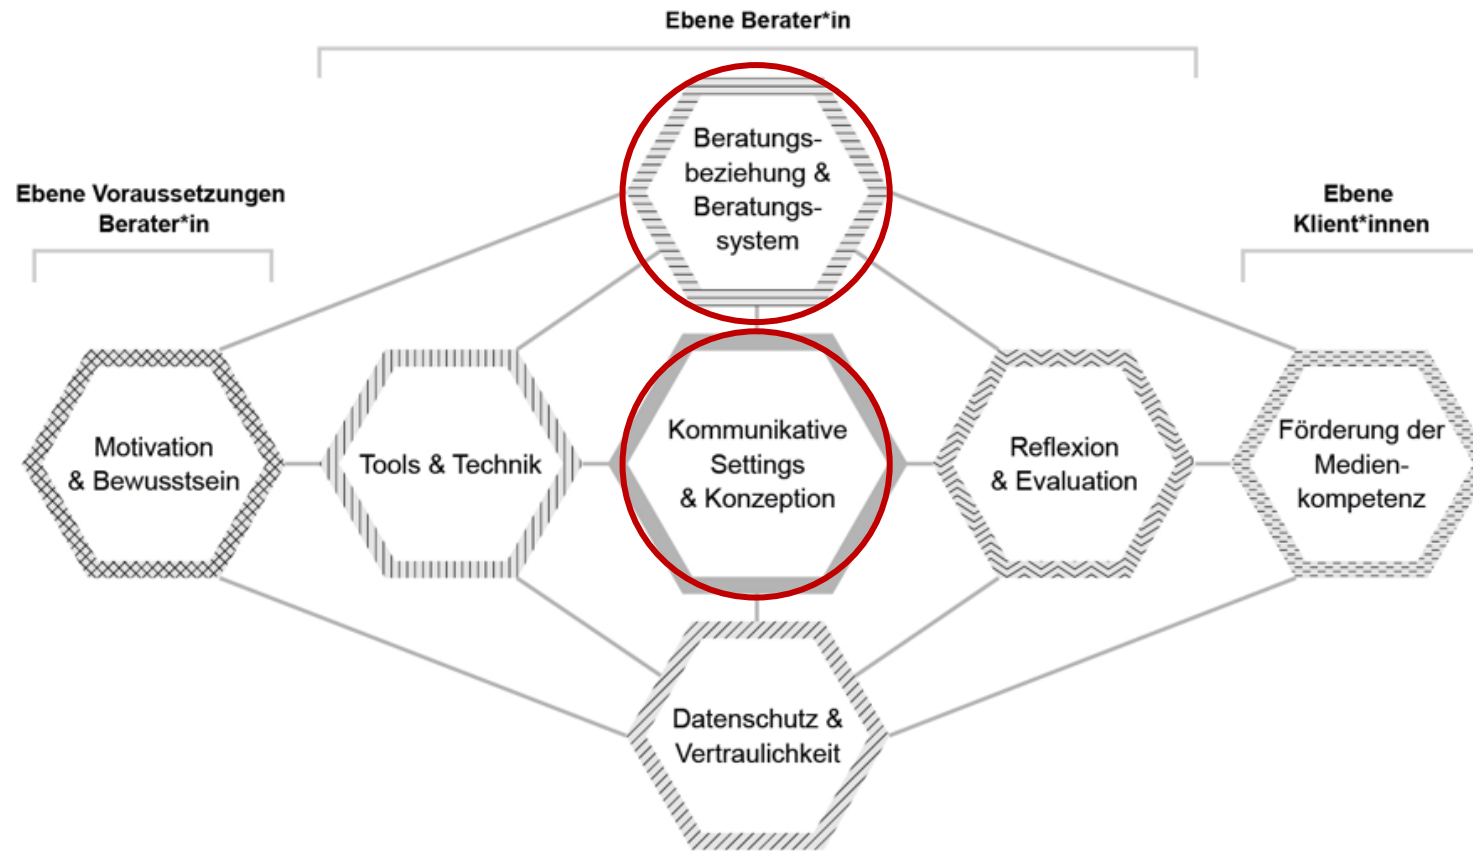 Ebene Berater*in
Ebene Voraussetzungen
Berater*in
Ebene
Klient*innen
Beratungs-
beziehung &
Beratungs-
system
Motivation
& Bewusstsein
Tools & Technik
Kommunikative
Settings
& Konzeption
Reflexion
& Evaluation
Förderung der
Medien-
kompetenz
Datenschutz &
Vertraulichkeit